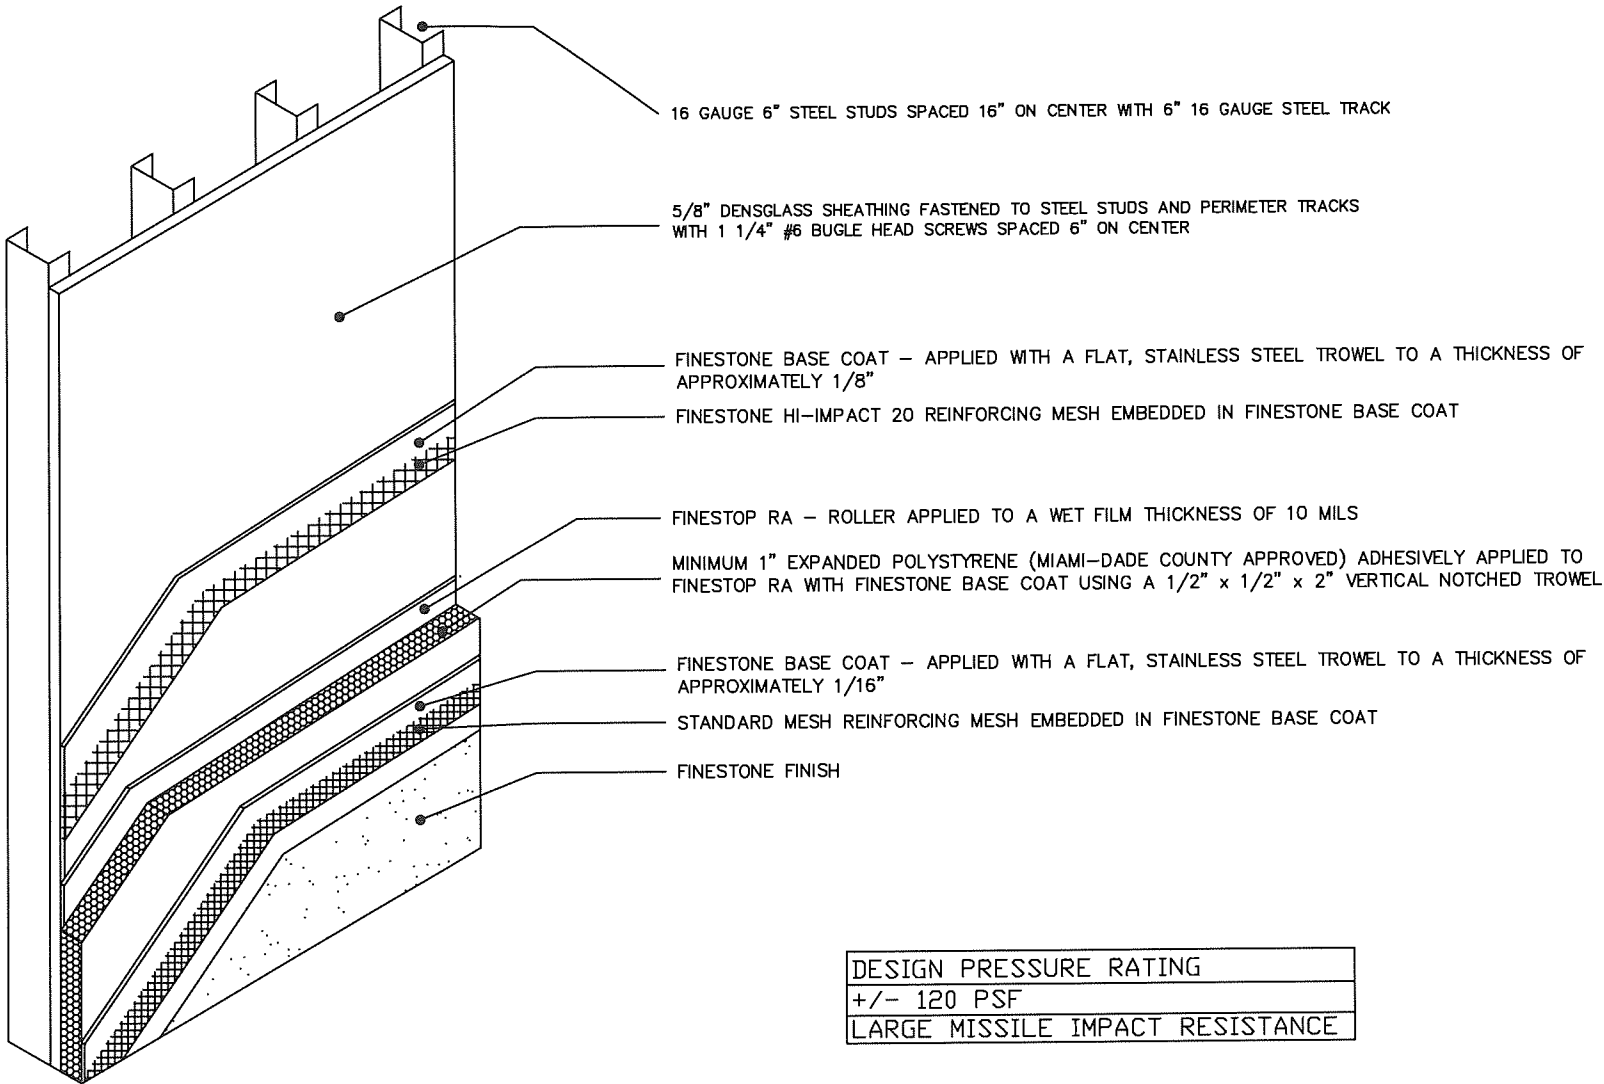 16 GAUGE 6" STEEL STUDS SPACED 16" ON CENTER WITH 6" 16 GAUGE STEEL TRACK
5/8" DENSGLASS SHEATHING FASTENED TO STEEL STUDS AND PERIMETER TRACKS
WITH 1 1/4" #6 BUGLE HEAD SCREWS SPACED 6" ON CENTER
FINESTONE BASE COAT – APPLIED WITH A FLAT, STAINLESS STEEL TROWEL TO A THICKNESS OF
APPROXIMATELY 1/8"
FINESTONE HI-IMPACT 20 REINFORCING MESH EMBEDDED IN FINESTONE BASE COAT
FINESTOP RA – ROLLER APPLIED TO A WET FILM THICKNESS OF 10 MILS
MINIMUM 1" EXPANDED POLYSTYRENE (MIAMI-DADE COUNTY APPROVED) ADHESIVELY APPLIED TO
FINESTOP RA WITH FINESTONE BASE COAT USING A 1/2" x 1/2" x 2" VERTICAL NOTCHED TROWEL
FINESTONE BASE COAT – APPLIED WITH A FLAT, STAINLESS STEEL TROWEL TO A THICKNESS OF
APPROXIMATELY 1/16"
STANDARD MESH REINFORCING MESH EMBEDDED IN FINESTONE BASE COAT
FINESTONE FINISH
DESIGN PRESSURE RATING
+/- 120 PSF
LARGE MISSILE IMPACT RESISTANCE